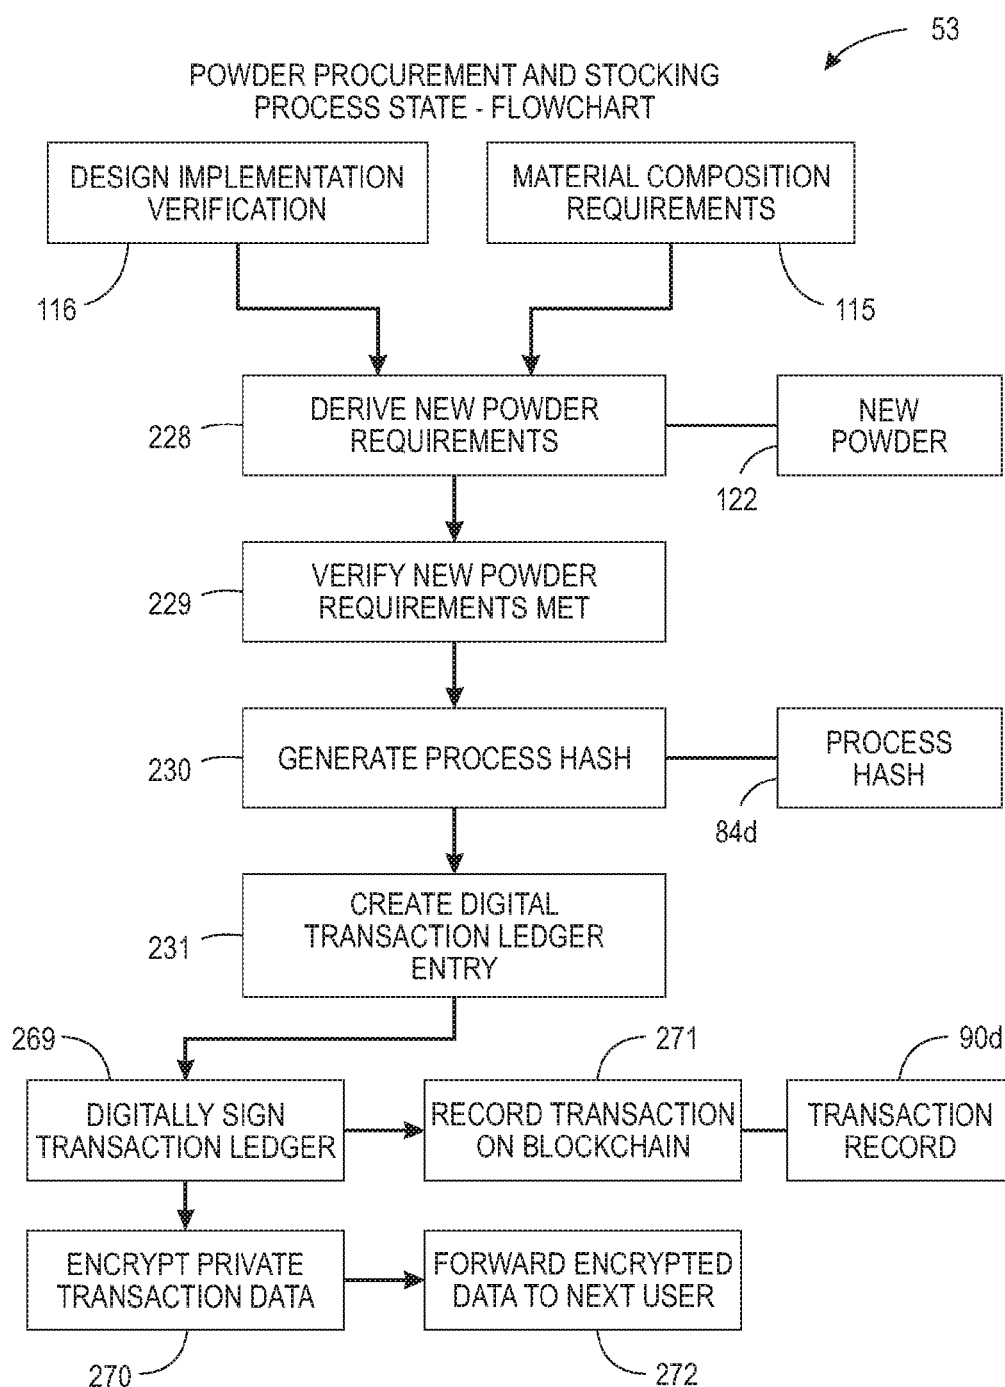 53
POWDER PROCUREMENT AND STOCKING
PROCESS STATE - FLOWCHART
DESIGN IMPLEMENTATION
VERIFICATION
MATERIAL COMPOSITION
REQUIREMENTS
116
115
DERIVE NEW POWDER
REQUIREMENTS
NEW
POWDER
228
122
VERIFY NEW POWDER
REQUIREMENTS MET
229
GENERATE PROCESS HASH
PROCESS
HASH
230
84d
CREATE DIGITAL
TRANSACTION LEDGER
ENTRY
231
269
271
90d
DIGITALLY SIGN
TRANSACTION LEDGER
RECORD TRANSACTION
ON BLOCKCHAIN
TRANSACTION
RECORD
ENCRYPT PRIVATE
TRANSACTION DATA
FORWARD ENCRYPTED
DATA TO NEXT USER
270
272